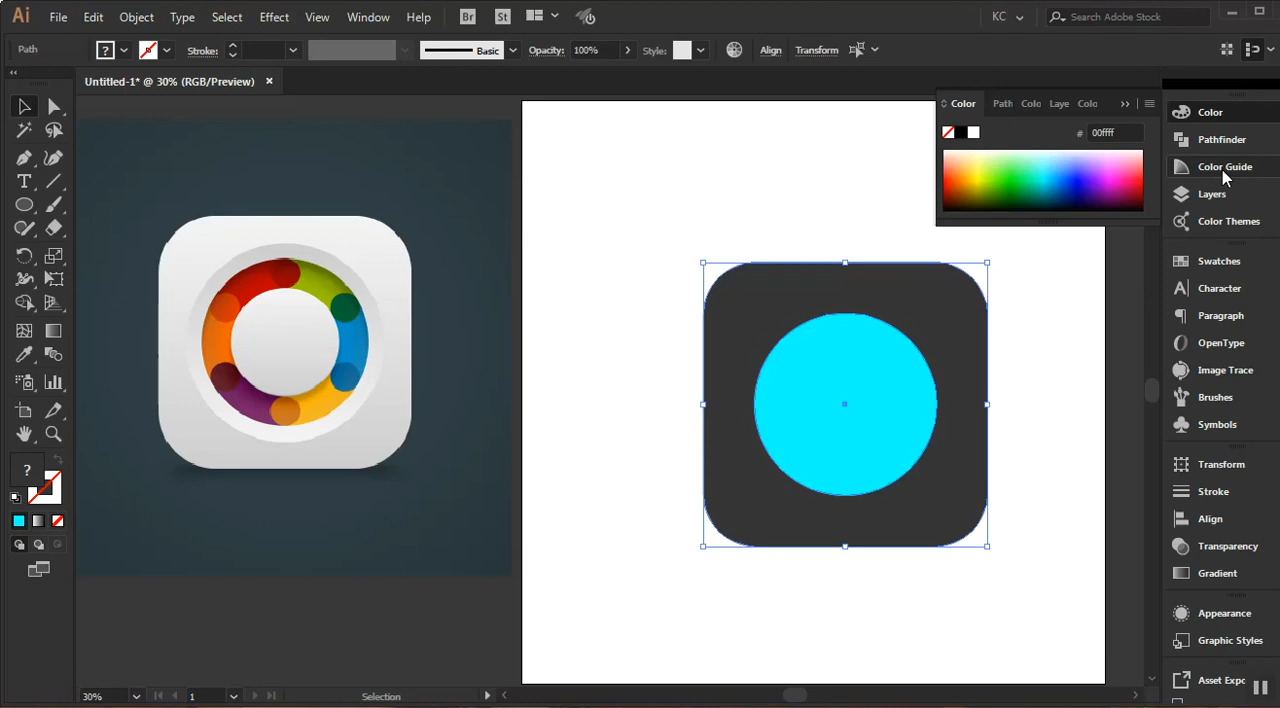 Ai File Edit Object Type Select Effect View Window Help Br St KC Search Adobe Stock
Path ? Stroke: Basic Opacity: 100% Style: Align Transform
Untitled-1* @ 30% (RGB/Preview)
Color Path Colo Laye Colo
# 00ffff
Color
Pathfinder
Color Guide
Layers
Color Themes
Swatches
Character
Paragraph
OpenType
Image Trace
Brushes
Symbols
Transform
Stroke
Align
Transparency
Gradient
Appearance
Graphic Styles
Asset Expo
?
30% 1 Selection